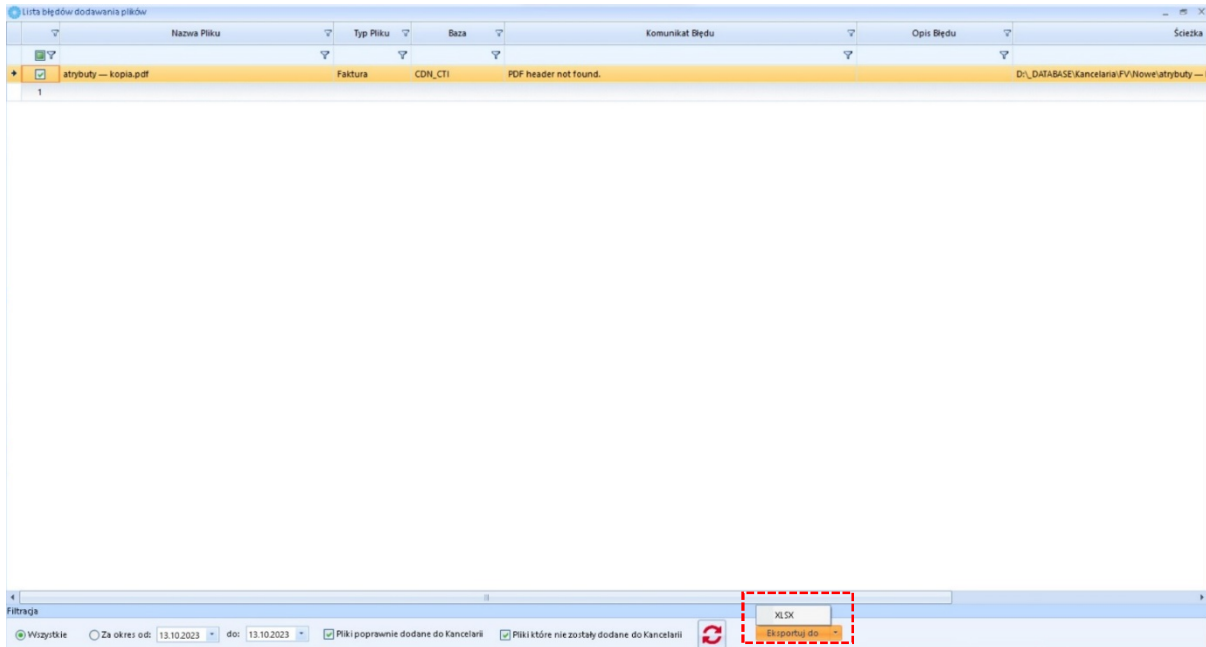 Lista błędów dodawania plików
Nazwa Pliku Typ Pliku Baza Komunikat Błędu Opis Błędu Ścieżka
atrybuty — kopia.pdf Faktura CDN_CTI PDF header not found. D:\_DATABASE\Kancelaria\FV\Nowe\atrybuty —
1
Filtracja
XLSX
Wszystkie Za okres od: 13.10.2023 do: 13.10.2023 Pliki poprawnie dodane do Kancelarii Pliki które nie zostały dodane do Kancelarii Eksportuj do